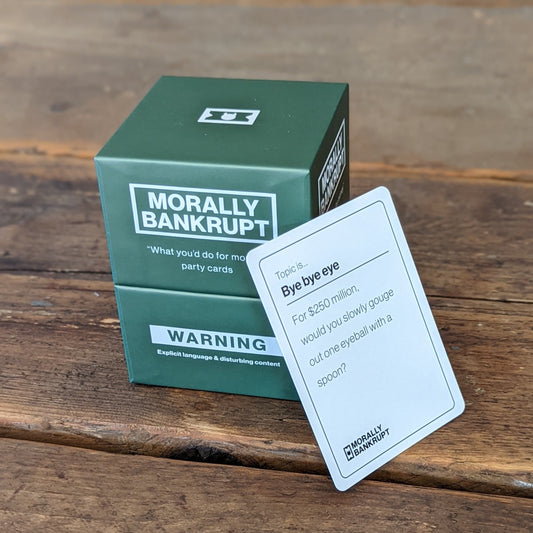 MORALLY
BANKRUPT
"What you'd do for mo
party cards
WARNING
Explicit language & disturbing content
MORALLY
BANKRUPT
Topic is...
Bye bye eye
For $250 million,
would you slowly gouge
out one eyeball with a
spoon?
MORALLY
BANKRUPT